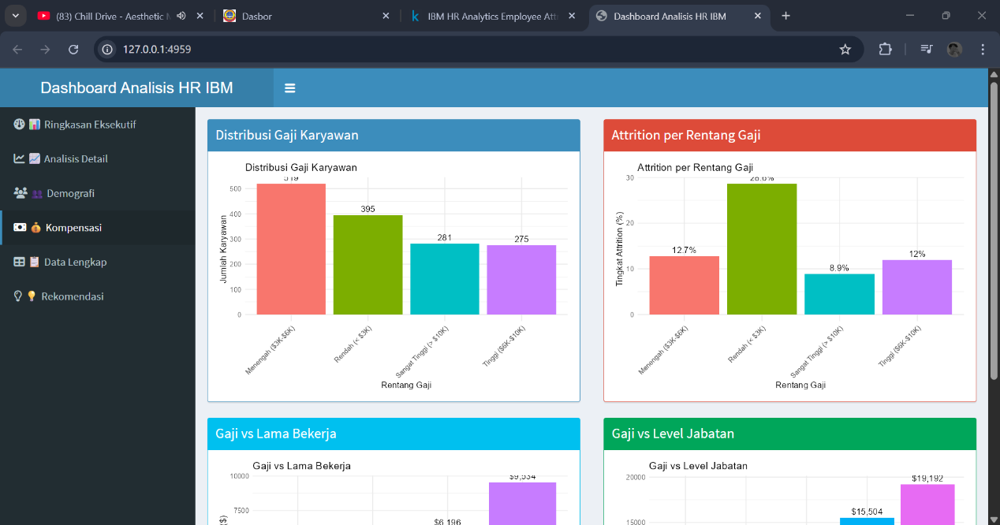 (83) Chill Drive - Aesthetic
Dasbor
IBM HR Analytics Employee Att
Dashboard Analisis HR IBM
127.0.0.1:4959
Dashboard Analisis HR IBM
Ringkasan Eksekutif
Analisis Detail
Demografi
Kompensasi
Data Lengkap
Rekomendasi
Distribusi Gaji Karyawan
Distribusi Gaji Karyawan
Jumlah Karyawan
500
400
300
200
100
0
519
395
281
275
Menengah ($3K-$6K)
Rendah (< $3K)
Sangat Tinggi (> $10K)
Tinggi ($6K-$10K)
Rentang Gaji
Attrition per Rentang Gaji
Attrition per Rentang Gaji
Tingkat Attrition (%)
30
20
10
0
12.7%
28.6%
8.9%
12%
Menengah ($3K-$6K)
Rendah (< $3K)
Sangat Tinggi (> $10K)
Tinggi ($6K-$10K)
Rentang Gaji
Gaji vs Lama Bekerja
Gaji vs Lama Bekerja
10000
7500
($)
$6,196
$9,534
Gaji vs Level Jabatan
Gaji vs Level Jabatan
20000
15000
$15,504
$19,192